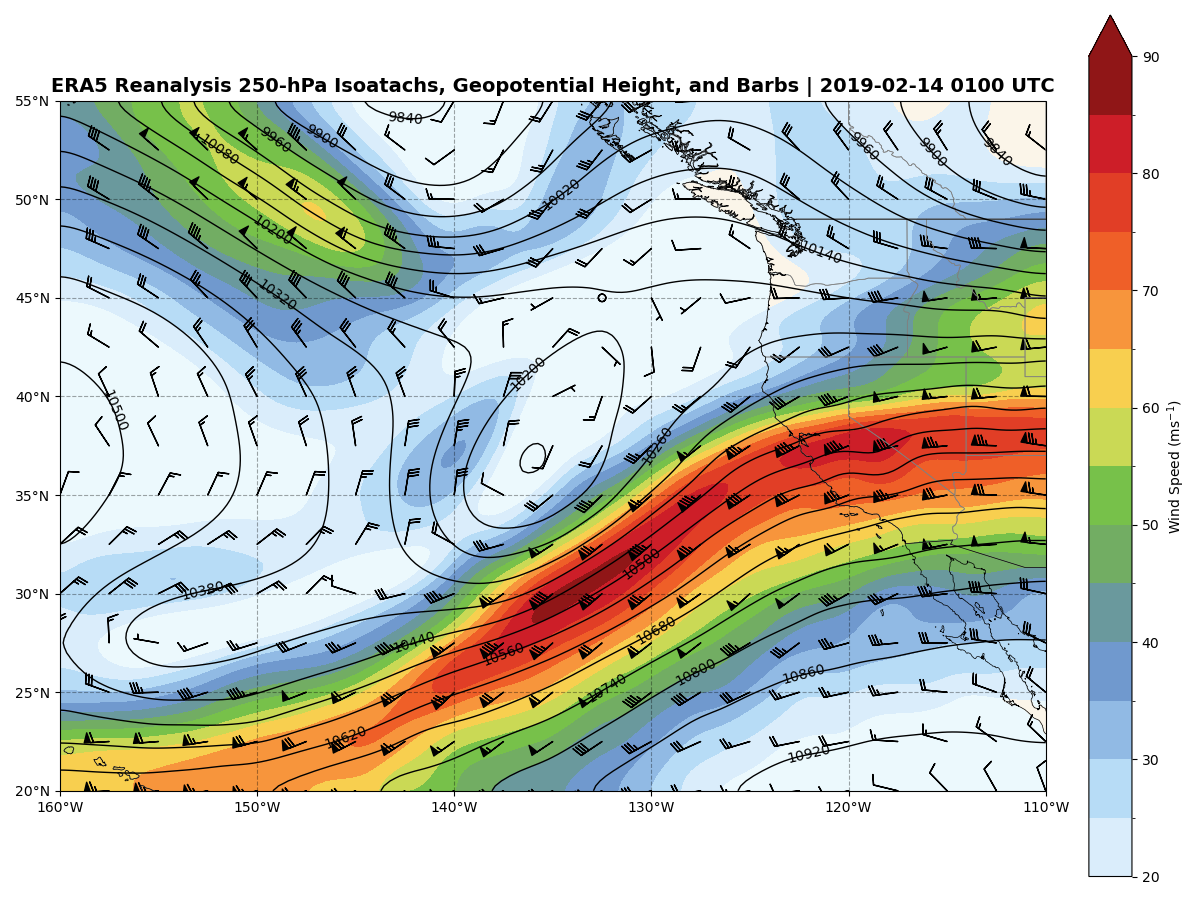 ERA5 Reanalysis 250-hPa Isoatachs, Geopotential Height, and Barbs | 2019-02-14 0100 UTC
55°N
50°N
45°N
40°N
35°N
30°N
25°N
20°N
160°W
150°W
140°W
130°W
120°W
110°W
9840
9900
9960
10080
10200
10320
10020
10140
9960
9900
9840
10500
10200
10260
10380
10440
10560
10500
10680
10620
10740
10800
10860
10920
90
80
70
60
50
40
30
20
Wind Speed (ms⁻¹)